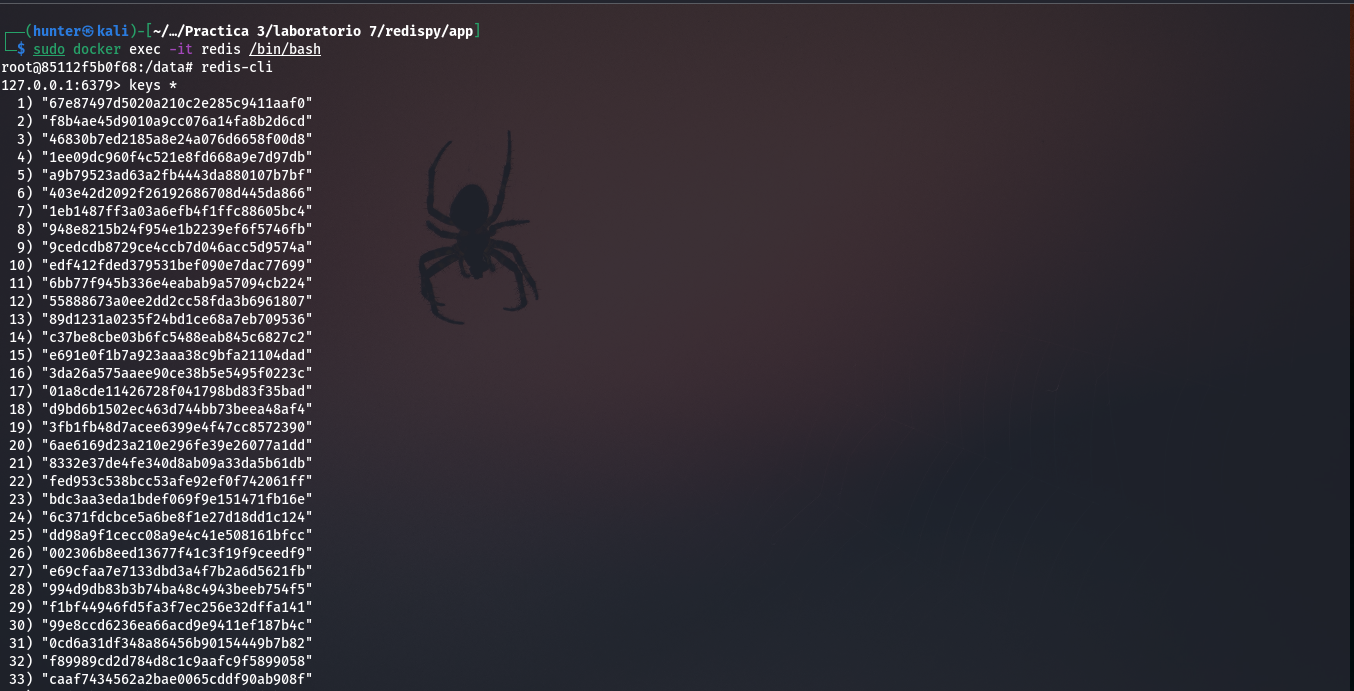 ┌──(hunter㉿kali)-[~/…/Practica 3/laboratorio 7/redispy/app]
└─$ sudo docker exec -it redis /bin/bash
root@85112f5b0f68:/data# redis-cli
127.0.0.1:6379> keys *
1) "67e87497d5020a210c2e285c9411aaf0"
2) "f8b4ae45d9010a9cc076a14fa8b2d6cd"
3) "46830b7ed2185a8e24a076d6658f00d8"
4) "1ee09dc960f4c521e8fd668a9e7d97db"
5) "a9b79523ad63a2fb4443da880107b7bf"
6) "403e42d2092f26192686708d445da866"
7) "1eb1487ff3a03a6efb4f1ffc88605bc4"
8) "948e8215b24f954e1b2239ef6f5746fb"
9) "9cedcdb8729ce4ccb7d046acc5d9574a"
10) "edf412fded379531bef090e7dac77699"
11) "6bb77f945b336e4eabab9a57094cb224"
12) "55888673a0ee2dd2cc58fda3b6961807"
13) "89d1231a0235f24bd1ce68a7eb709536"
14) "c37be8cbe03b6fc5488eab845c6827c2"
15) "e691e0f1b7a923aaa38c9bfa21104dad"
16) "3da26a575aaee90ce38b5e5495f0223c"
17) "01a8cde11426728f041798bd83f35bad"
18) "d9bd6b1502ec463d744bb73beea48af4"
19) "3fb1fb48d7acee6399e4f47cc8572390"
20) "6ae6169d23a210e296fe39e26077a1dd"
21) "8332e37de4fe340d8ab09a33da5b61db"
22) "fed953c538bcc53afe92ef0f742061ff"
23) "bdc3aa3eda1bdef069f9e151471fb16e"
24) "6c371fdcbce5a6be8f1e27d18dd1c124"
25) "dd98a9f1cecc08a9e4c41e508161bfcc"
26) "002306b8eed13677f41c3f19f9ceedf9"
27) "e69cfaa7e7133dbd3a4f7b2a6d5621fb"
28) "994d9db83b3b74ba48c4943beeb754f5"
29) "f1bf44946fd5fa3f7ec256e32dffa141"
30) "99e8ccd6236ea66acd9e9411ef187b4c"
31) "0cd6a31df348a86456b90154449b7b82"
32) "f89989cd2d784d8c1c9aafc9f5899058"
33) "caaf7434562a2bae0065cddf90ab908f"